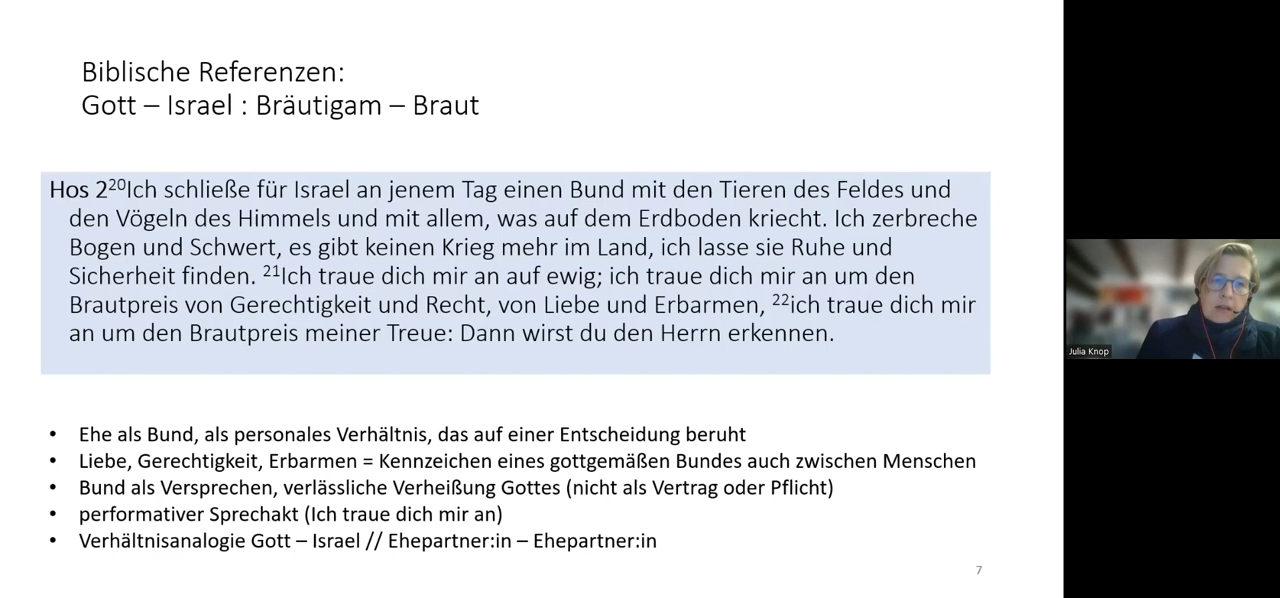 Biblische Referenzen:
Gott – Israel : Bräutigam – Braut
Hos 2²⁰Ich schließe für Israel an jenem Tag einen Bund mit den Tieren des Feldes und
den Vögeln des Himmels und mit allem, was auf dem Erdboden kriecht. Ich zerbreche
Bogen und Schwert, es gibt keinen Krieg mehr im Land, ich lasse sie Ruhe und
Sicherheit finden. ²¹Ich traue dich mir an auf ewig; ich traue dich mir an um den
Brautpreis von Gerechtigkeit und Recht, von Liebe und Erbarmen, ²²ich traue dich mir
an um den Brautpreis meiner Treue: Dann wirst du den Herrn erkennen.
• Ehe als Bund, als personales Verhältnis, das auf einer Entscheidung beruht
• Liebe, Gerechtigkeit, Erbarmen = Kennzeichen eines gottgemäßen Bundes auch zwischen Menschen
• Bund als Versprechen, verlässliche Verheißung Gottes (nicht als Vertrag oder Pflicht)
• performativer Sprechakt (Ich traue dich mir an)
• Verhältnisanalogie Gott – Israel // Ehepartner:in – Ehepartner:in
7
Julia Knop